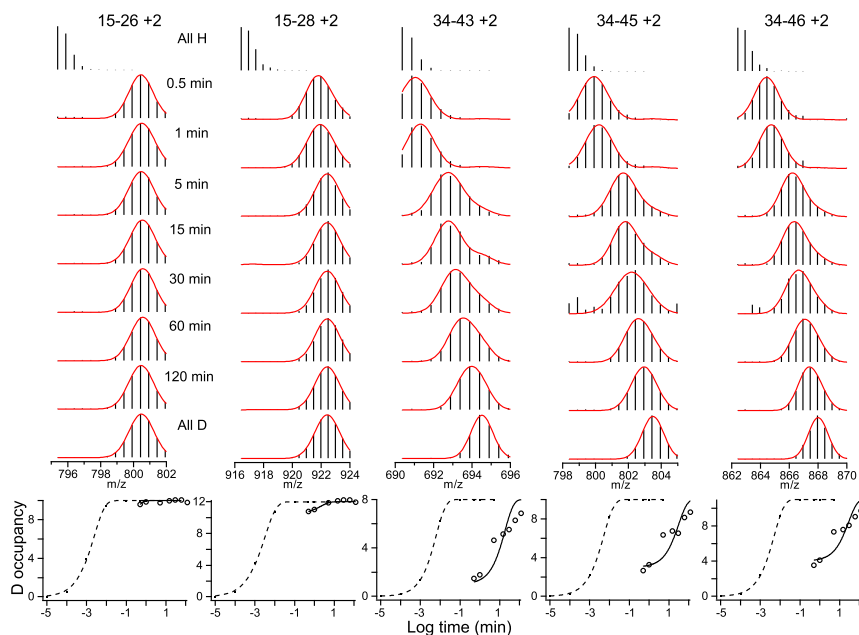 15-26 +2 15-28 +2 34-43 +2 34-45 +2 34-46 +2
All H
0.5 min
1 min
5 min
15 min
30 min
60 min
120 min
All D
796 798 800 802 916 918 920 922 924 690 692 694 696 798 800 802 804 862 864 866 868 870
m/z m/z m/z m/z m/z
D occupancy
8 4 0
12 8 4 0
8 6 4 2 0
8 4 0
8 4 0
-5 -3 -1 1 -5 -3 -1 1 -5 -3 -1 1 -5 -3 -1 1 -5 -3 -1 1
Log time (min)